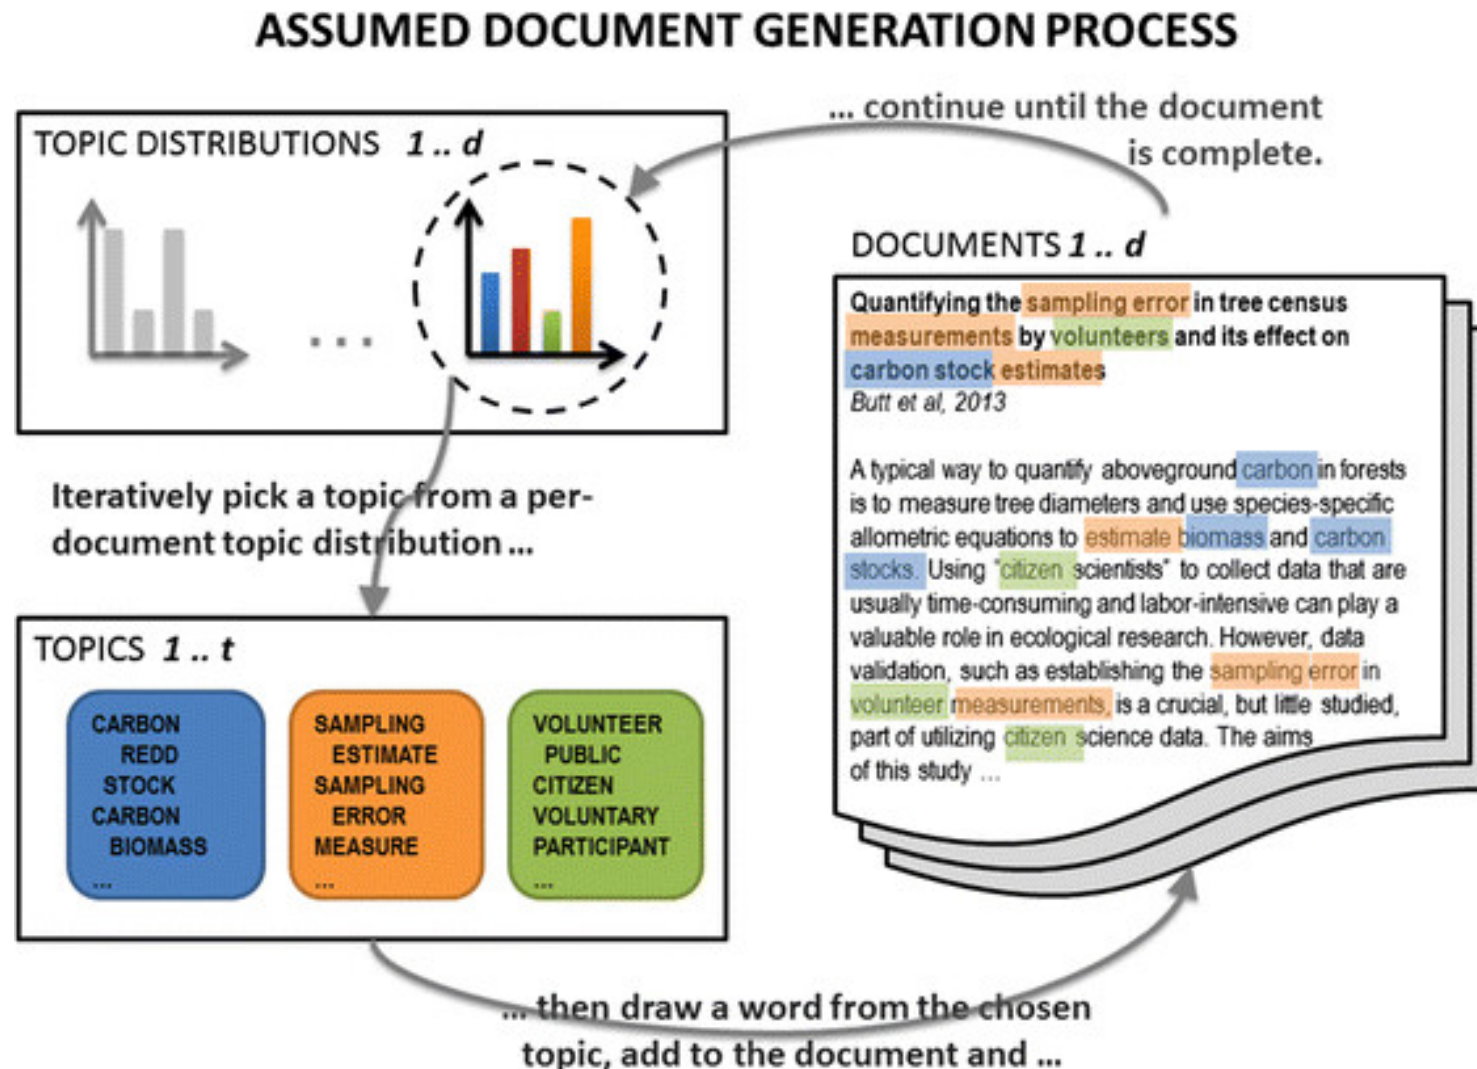 ASSUMED DOCUMENT GENERATION PROCESS
TOPIC DISTRIBUTIONS 1 .. d
...
... continue until the document
is complete.
DOCUMENTS 1 .. d
Quantifying the sampling error in tree census
measurements by volunteers and its effect on
carbon stock estimates
Butt et al, 2013
A typical way to quantify aboveground carbon in forests
is to measure tree diameters and use species-specific
allometric equations to estimate biomass and carbon
stocks. Using "citizen scientists" to collect data that are
usually time-consuming and labor-intensive can play a
valuable role in ecological research. However, data
validation, such as establishing the sampling error in
volunteer measurements, is a crucial, but little studied,
part of utilizing citizen science data. The aims
of this study ...
Iteratively pick a topic from a per-
document topic distribution ...
TOPICS 1 .. t
CARBON
REDD
STOCK
CARBON
BIOMASS
...
SAMPLING
ESTIMATE
SAMPLING
ERROR
MEASURE
...
VOLUNTEER
PUBLIC
CITIZEN
VOLUNTARY
PARTICIPANT
...
... then draw a word from the chosen
topic, add to the document and ...